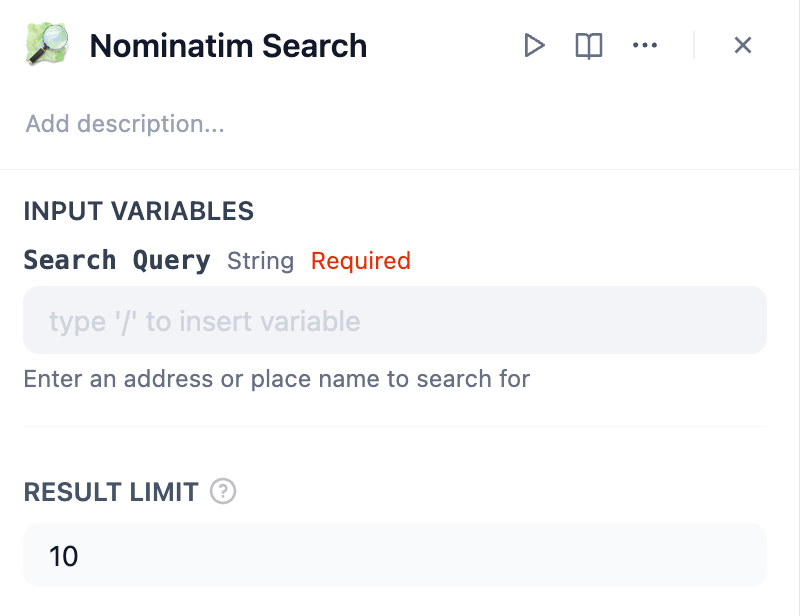 Nominatim Search
Add description...
INPUT VARIABLES
Search Query String Required
type '/' to insert variable
Enter an address or place name to search for
RESULT LIMIT ?
10